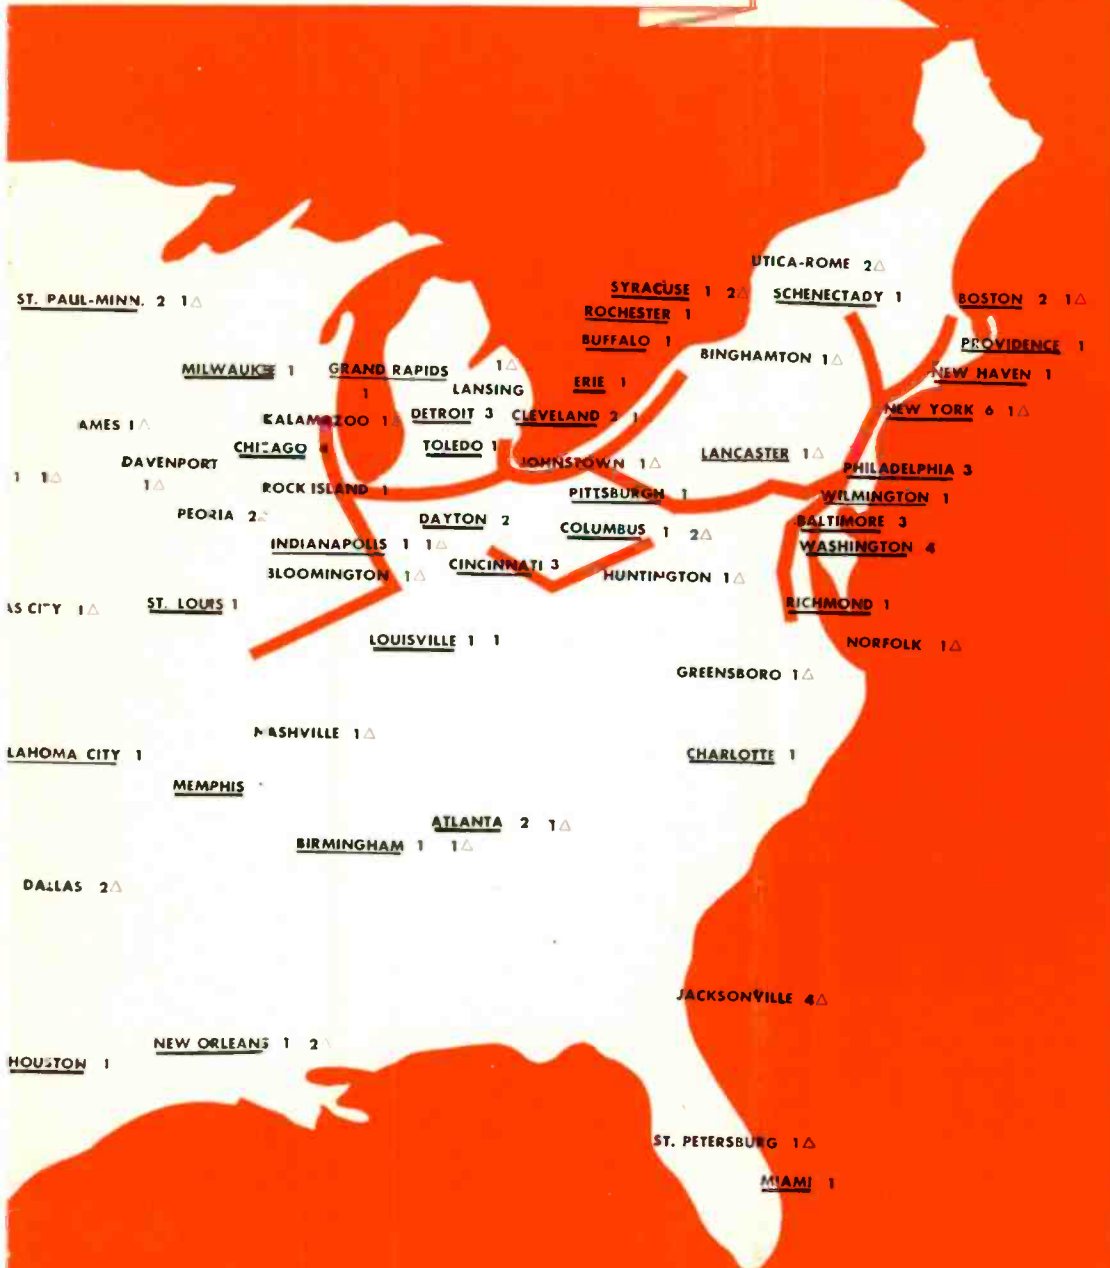 UTICA-ROME 2△
SYRACUSE 1 2△
SCHENECTADY 1
BOSTON 2 1△
ST. PAUL-MINN. 2 1△
ROCHESTER 1
BUFFALO 1
PROVIDENCE 1
BINGHAMTON 1△
MILWAUKEE 1
GRAND RAPIDS
1
1△
LANSING
ERIE 1
NEW HAVEN 1
KALAMAZOO 1△
DETROIT 3
CLEVELAND 2 1
NEW YORK 6 1△
AMES 1△
CHICAGO 4
TOLEDO 1
LANCASTER 1△
DAVENPORT
1△
JOHNSTOWN 1△
PHILADELPHIA 3
1 1△
ROCK ISLAND 1
PITTSBURGH 1
WILMINGTON 1
PEORIA 2△
DAYTON 2
COLUMBUS 1 2△
BALTIMORE 3
INDIANAPOLIS 1 1△
WASHINGTON 4
CINCINNATI 3
BLOOMINGTON 1△
HUNTINGTON 1△
AS CITY 1△
ST. LOUIS 1
RICHMOND 1
LOUISVILLE 1 1
NORFOLK 1△
GREENSBORO 1△
NASHVILLE 1△
LAHOMA CITY 1
CHARLOTTE 1
MEMPHIS
ATLANTA 2 1△
BIRMINGHAM 1 1△
DALLAS 2△
JACKSONVILLE 4△
NEW ORLEANS 1 2△
HOUSTON 1
ST. PETERSBURG 1△
MIAMI 1